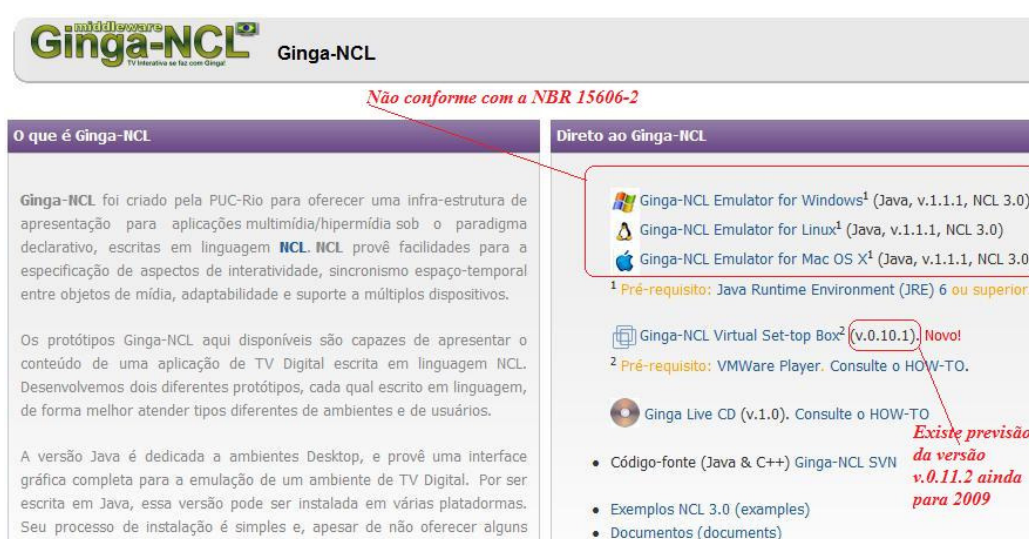 middleware
Ginga-NCL
TV Interativa se faz com Ginga!
Ginga-NCL
Não conforme com a NBR 15606-2
O que é Ginga-NCL
Ginga-NCL foi criado pela PUC-Rio para oferecer uma infra-estrutura de
apresentação para aplicações multimídia/hipermídia sob o paradigma
declarativo, escritas em linguagem NCL. NCL provê facilidades para a
especificação de aspectos de interatividade, sincronismo espaço-temporal
entre objetos de mídia, adaptabilidade e suporte a múltiplos dispositivos.
Os protótipos Ginga-NCL aqui disponíveis são capazes de apresentar o
conteúdo de uma aplicação de TV Digital escrita em linguagem NCL.
Desenvolvemos dois diferentes protótipos, cada qual escrito em linguagem,
de forma melhor atender tipos diferentes de ambientes e de usuários.
A versão Java é dedicada a ambientes Desktop, e provê uma interface
gráfica completa para a emulação de um ambiente de TV Digital. Por ser
escrita em Java, essa versão pode ser instalada em várias platadormas.
Seu processo de instalação é simples e, apesar de não oferecer alguns
Direto ao Ginga-NCL
Ginga-NCL Emulator for Windows¹ (Java, v.1.1.1, NCL 3.0)
Ginga-NCL Emulator for Linux¹ (Java, v.1.1.1, NCL 3.0)
Ginga-NCL Emulator for Mac OS X¹ (Java, v.1.1.1, NCL 3.0
¹ Pré-requisito: Java Runtime Environment (JRE) 6 ou superior
Ginga-NCL Virtual Set-top Box² (v.0.10.1). Novo!
² Pré-requisito: VMWare Player. Consulte o HOW-TO.
Ginga Live CD (v.1.0). Consulte o HOW-TO
Existe previsão
da versão
v.0.11.2 ainda
para 2009
• Código-fonte (Java & C++) Ginga-NCL SVN
• Exemplos NCL 3.0 (examples)
• Documentos (documents)